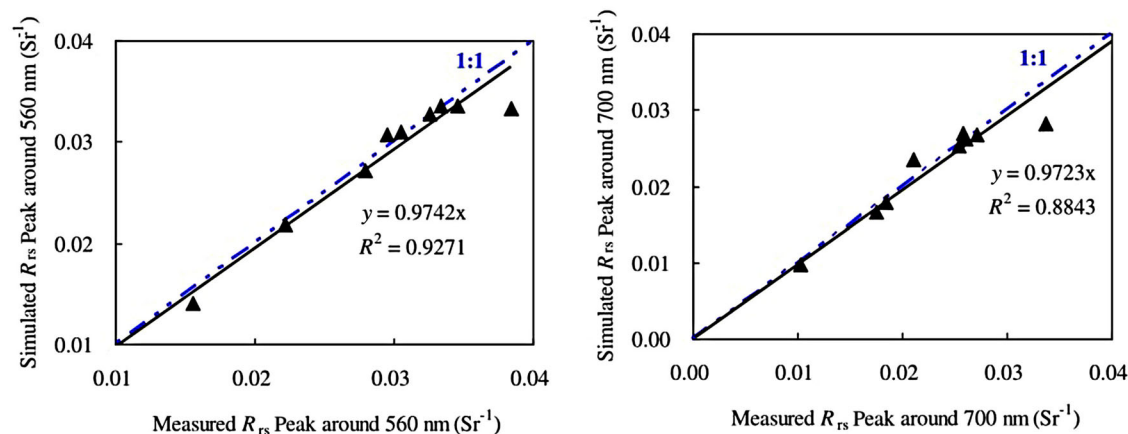 Simulated R rs Peak around 560 nm (Sr-1)
0.04
0.03
0.02
0.01
1:1
y = 0.9742x
R2 = 0.9271
0.01 0.02 0.03 0.04
Measured R rs Peak around 560 nm (Sr-1)
Simulated R rs Peak around 700 nm (Sr-1)
0.04
0.03
0.02
0.01
0.00
1:1
y = 0.9723x
R2 = 0.8843
0.00 0.01 0.02 0.03 0.04
Measured R rs Peak around 700 nm (Sr-1)